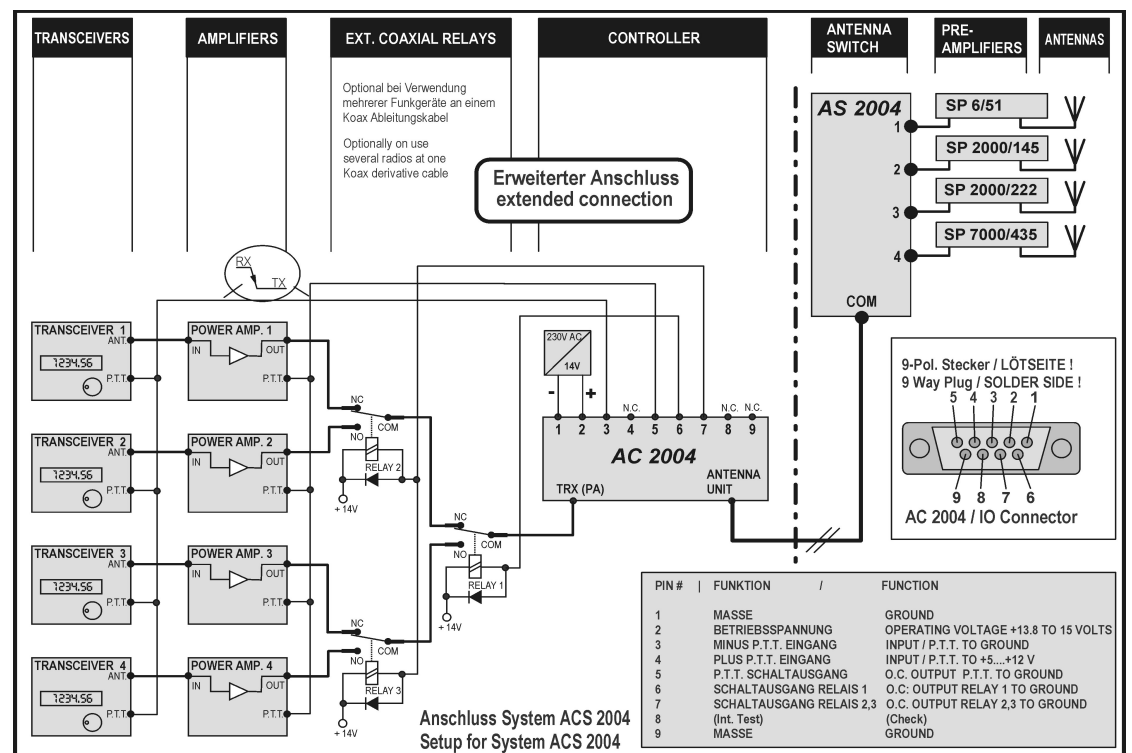 TRANSCEIVERS
AMPLIFIERS
EXT. COAXIAL RELAYS
CONTROLLER
ANTENNA
SWITCH
PRE-
AMPLIFIERS
ANTENNAS
Optional bei Verwendung
mehrerer Funkgeräte an einem
Koax Ableitungskabel
Optionally on use
several radios at one
Koax derivative cable
Erweiterter Anschluss
extended connection
AS 2004
1
2
3
4
COM
SP 6/51
SP 2000/145
SP 2000/222
SP 7000/435
RX
TX
TRANSCEIVER 1
ANT.
1234.56
P.T.T.
POWER AMP. 1
IN
OUT
P.T.T.
TRANSCEIVER 2
ANT.
1234.56
P.T.T.
POWER AMP. 2
IN
OUT
P.T.T.
NC
COM
NO
RELAY 2
+ 14V
TRANSCEIVER 3
ANT.
1234.56
P.T.T.
POWER AMP. 3
IN
OUT
P.T.T.
TRANSCEIVER 4
ANT.
1234.56
P.T.T.
POWER AMP. 4
IN
OUT
P.T.T.
NC
COM
NO
RELAY 3
+ 14V
NC
COM
NO
RELAY 1
+ 14V
230V AC
14V
- +
N.C. N.C. N.C.
1 2 3 4 5 6 7 8 9
AC 2004
TRX (PA)
ANTENNA
UNIT
9-Pol. Stecker / LÖTSEITE !
9 Way Plug / SOLDER SIDE !
5 4 3 2 1
9 8 7 6
AC 2004 / IO Connector
PIN # | FUNKTION / FUNCTION
1 MASSE GROUND
2 BETRIEBSSPANNUNG OPERATING VOLTAGE +13.8 TO 15 VOLTS
3 MINUS P.T.T. EINGANG INPUT / P.T.T. TO GROUND
4 PLUS P.T.T. EINGANG INPUT / P.T.T. TO +5....+12 V
5 P.T.T. SCHALTAUSGANG O.C. OUTPUT P.T.T. TO GROUND
6 SCHALTAUSGANG RELAIS 1 O.C: OUTPUT RELAY 1 TO GROUND
7 SCHALTAUSGANG RELAIS 2,3 O.C. OUTPUT RELAY 2,3 TO GROUND
8 (Int. Test) (Check)
9 MASSE GROUND
Anschluss System ACS 2004
Setup for System ACS 2004